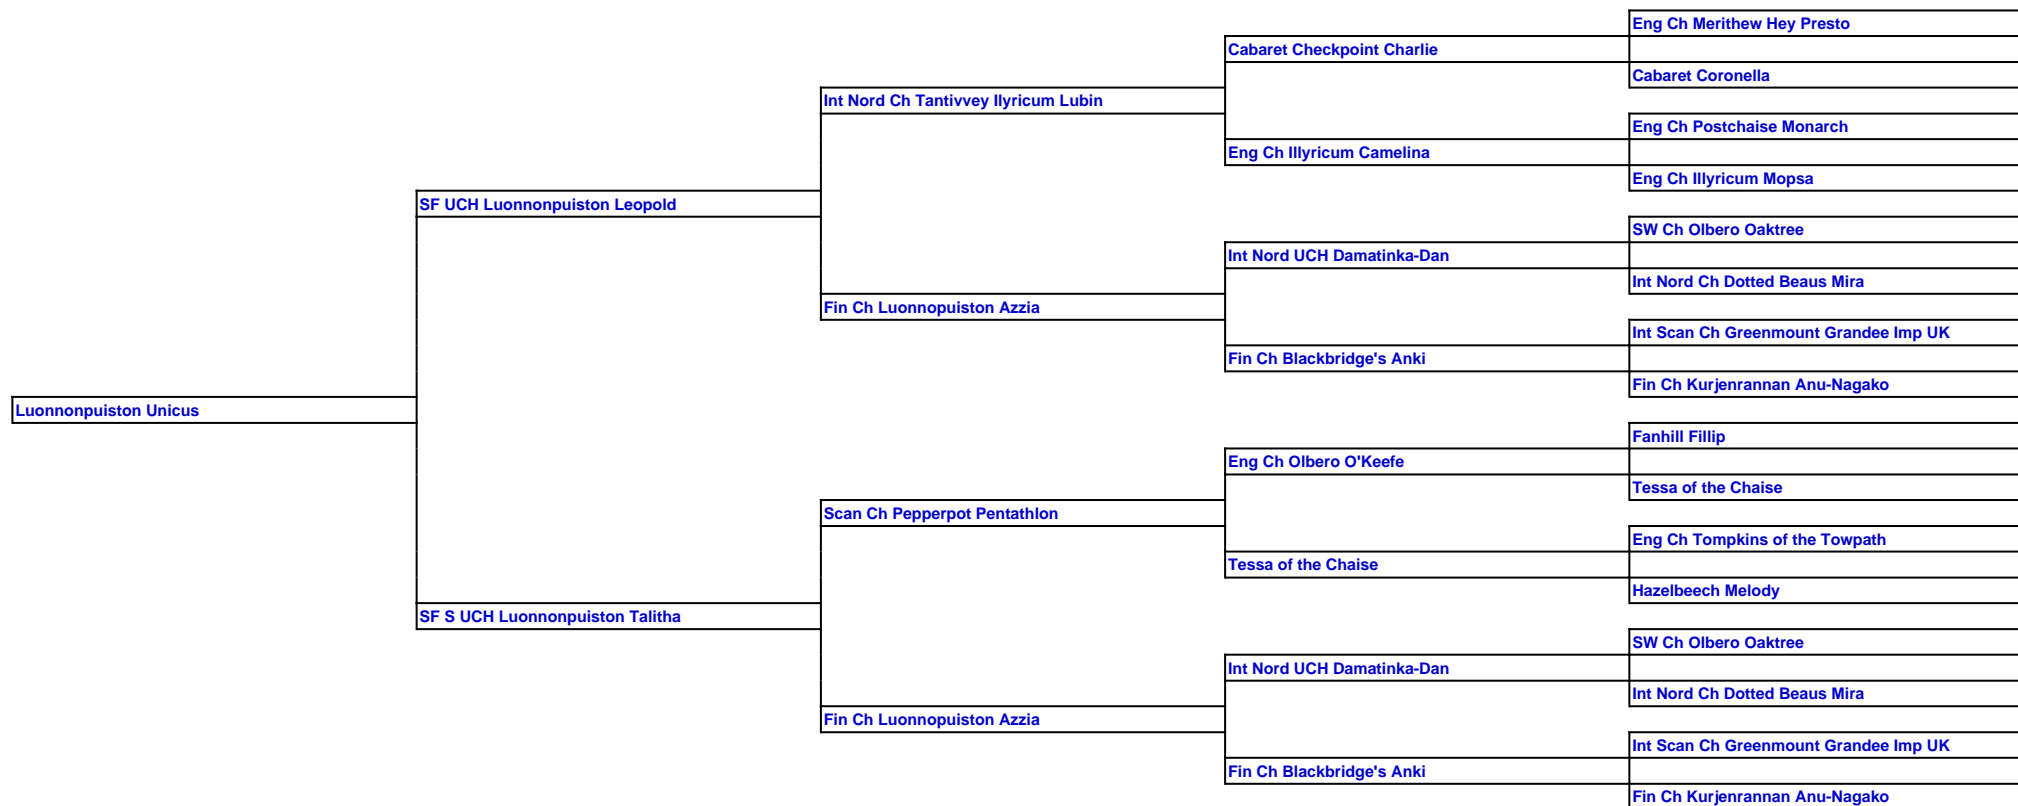 Eng Ch Merithew Hey Presto
Cabaret Checkpoint Charlie
Cabaret Coronella
Int Nord Ch Tantivvey Ilyricum Lubin
Eng Ch Postchaise Monarch
Eng Ch Illyricum Camelina
Eng Ch Illyricum Mopsa
SF UCH Luonnonpuiston Leopold
SW Ch Olbero Oaktree
Int Nord UCH Damatinka-Dan
Int Nord Ch Dotted Beaus Mira
Fin Ch Luonnopuiston Azzia
Int Scan Ch Greenmount Grandee Imp UK
Fin Ch Blackbridge's Anki
Fin Ch Kurjenrannan Anu-Nagako
Luonnonpuiston Unicus
Fanhill Fillip
Eng Ch Olbero O'Keefe
Tessa of the Chaise
Scan Ch Pepperpot Pentathlon
Eng Ch Tompkins of the Towpath
Tessa of the Chaise
Hazelbeech Melody
SF S UCH Luonnonpuiston Talitha
SW Ch Olbero Oaktree
Int Nord UCH Damatinka-Dan
Int Nord Ch Dotted Beaus Mira
Fin Ch Luonnopuiston Azzia
Int Scan Ch Greenmount Grandee Imp UK
Fin Ch Blackbridge's Anki
Fin Ch Kurjenrannan Anu-Nagako